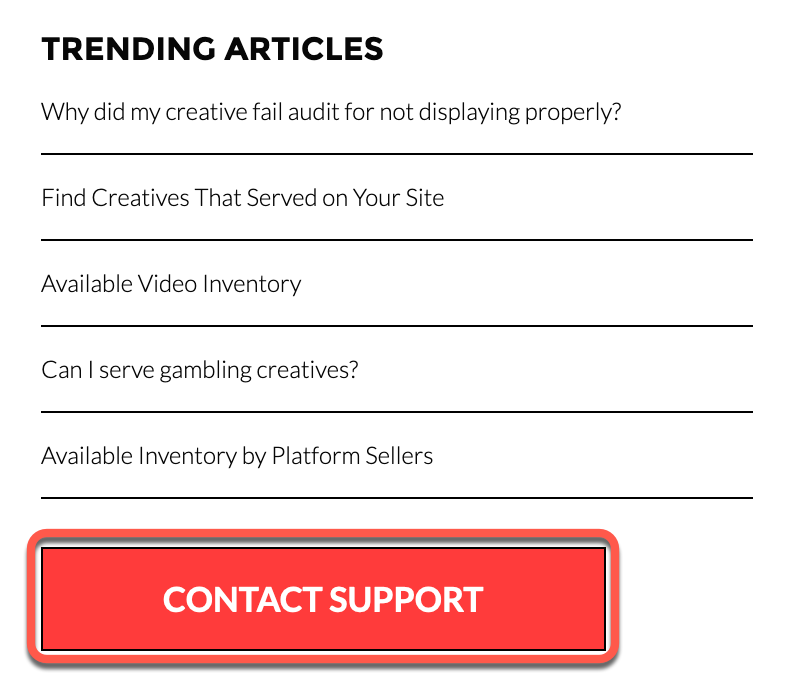 TRENDING ARTICLES
Why did my creative fail audit for not displaying properly?
Find Creatives That Served on Your Site
Available Video Inventory
Can I serve gambling creatives?
Available Inventory by Platform Sellers
CONTACT SUPPORT